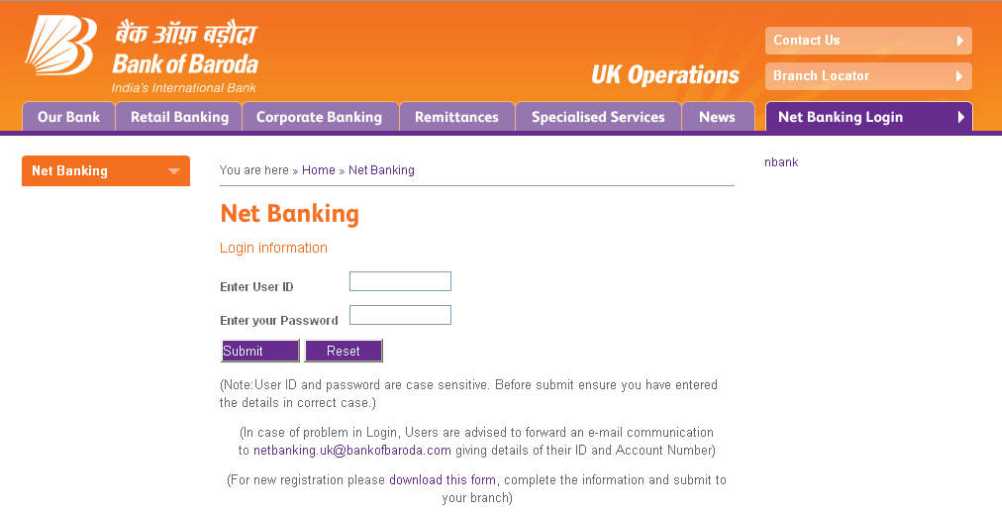 बैंक ऑफ़ बड़ौदा
Bank of Baroda
India's International Bank
UK Operations
Contact Us
Branch Locator
Our Bank
Retail Banking
Corporate Banking
Remittances
Specialised Services
News
Net Banking Login
Net Banking
You are here » Home » Net Banking
nbank
Net Banking
Login information
Enter User ID
Enter your Password
Submit
Reset
(Note:User ID and password are case sensitive. Before submit ensure you have entered
the details in correct case.)
(In case of problem in Login, Users are advised to forward an e-mail communication
to netbanking.uk@bankofbaroda.com giving details of their ID and Account Number)
(For new registration please download this form, complete the information and submit to
your branch)